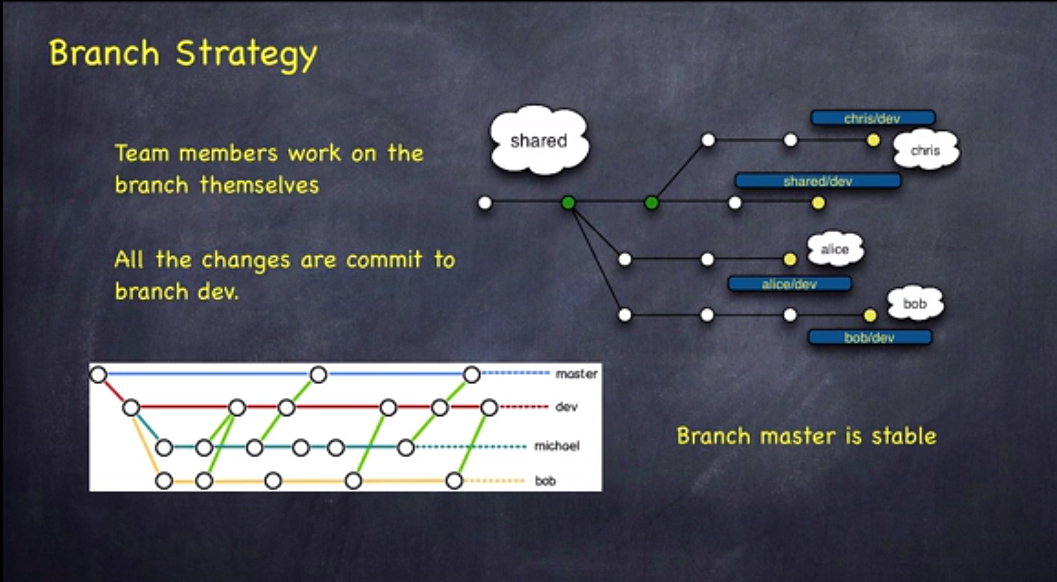 Branch Strategy
Team members work on the
branch themselves
All the changes are commit to
branch dev.
shared
chris/dev
chris
shared/dev
alice
alice/dev
bob
bob/dev
master
dev
michael
bob
Branch master is stable